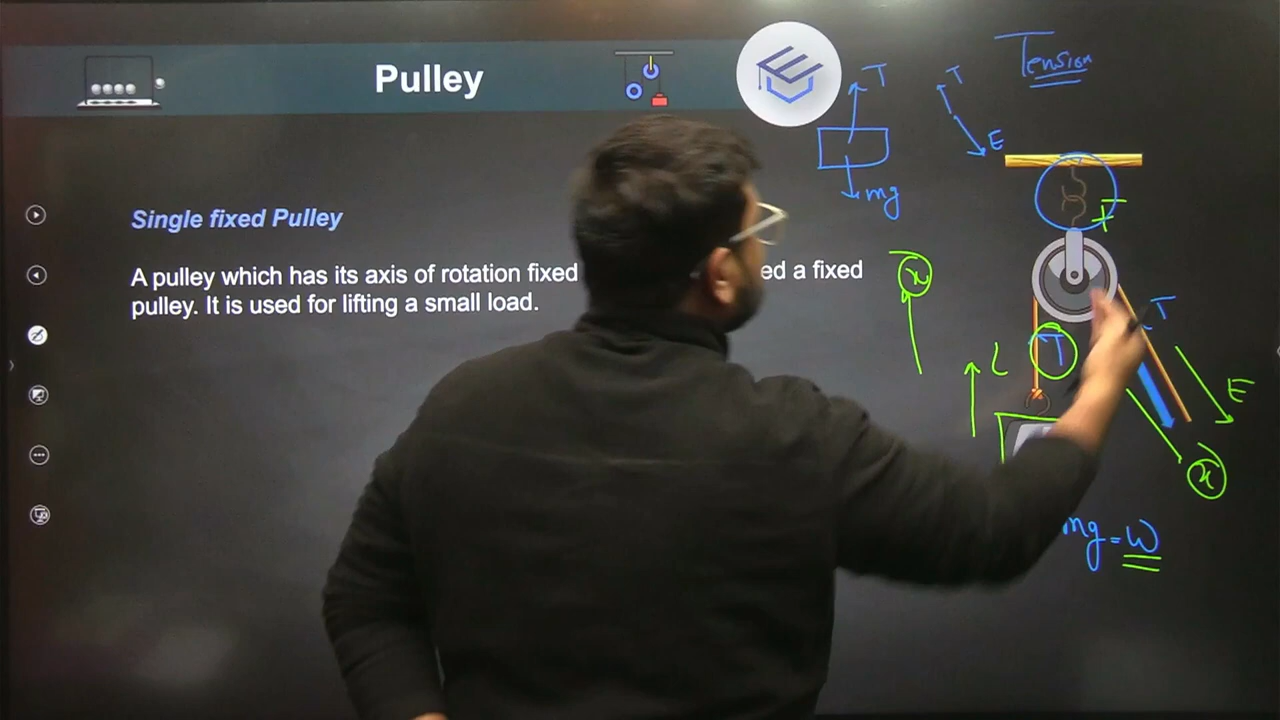 Pulley
Tension
T
T
E
mg
Single fixed Pulley
A pulley which has its axis of rotation fixed
ed a fixed
pulley. It is used for lifting a small load.
x
T
L
T
E
x
mg = W